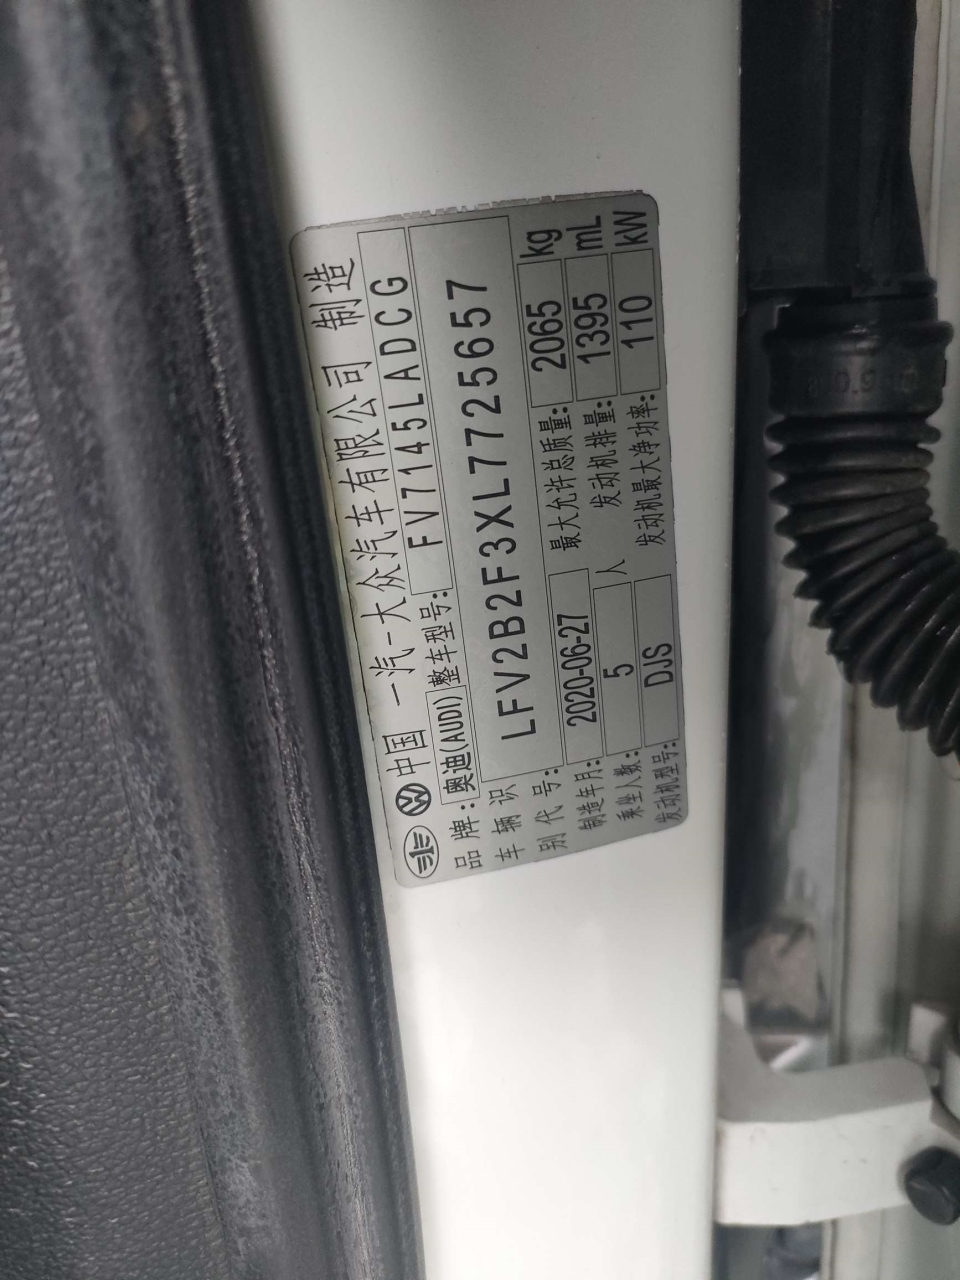 中国 一汽-大众汽车有限公司 制造
品牌: 奥迪(AUDI) 整车型号: FV7145LADCG
车辆识别代号: LFV2B2F3XL7725657
制造年月: 2020-06-27 最大允许总质量: 2065 kg
乘坐人数: 5 人 发动机排量: 1395 mL
发动机型号: DJS 发动机最大净功率: 110 kW